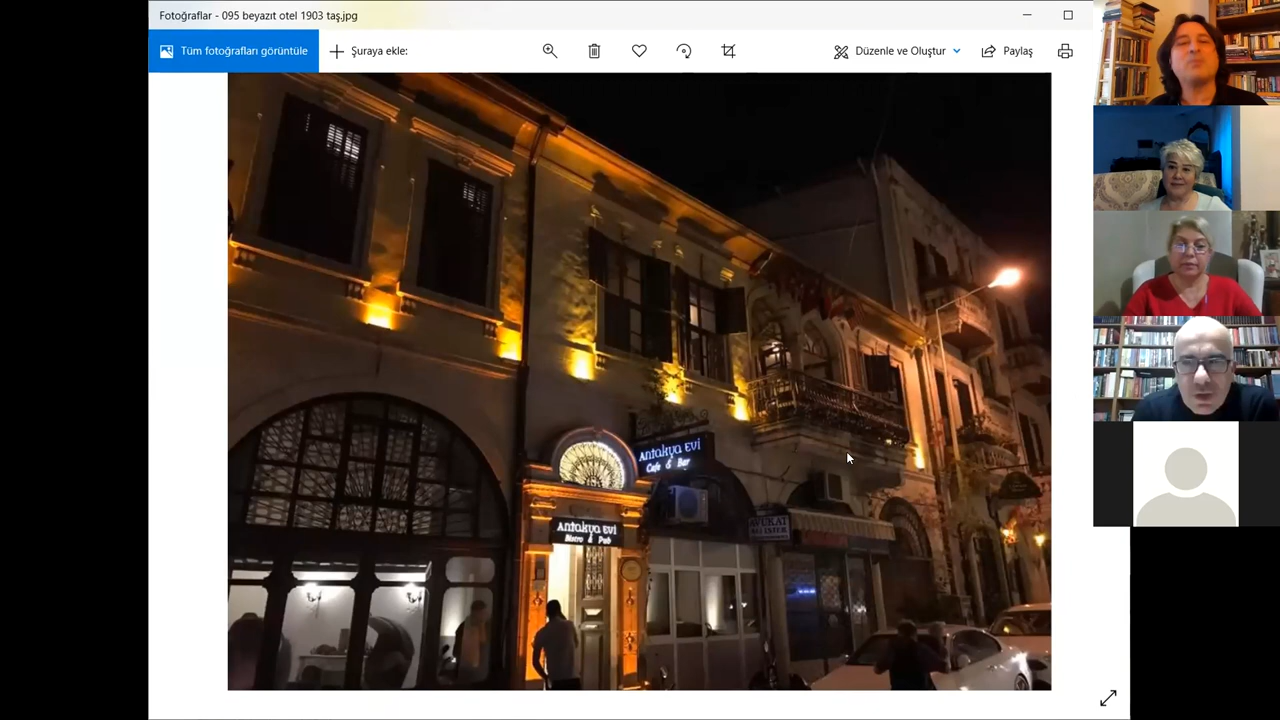 Fotoğraflar - 095 beyazıt otel 1903 taş.jpg
Tüm fotoğrafları görüntüle
Şuraya ekle:
Düzenle ve Oluştur
Paylaş
Antakya Evi
Cafe & Bar
Antakya Evi
Bistro & Pub
AVUKAT